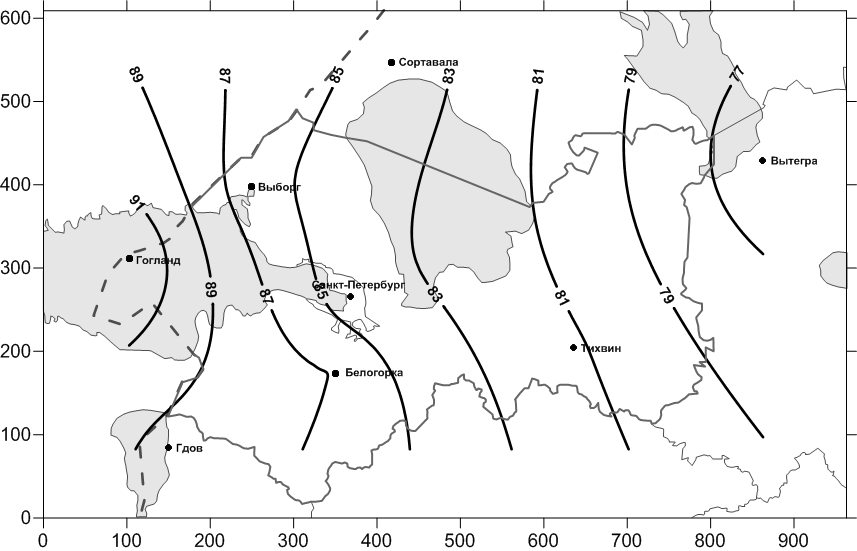 600
500
400
300
200
100
0
0 100 200 300 400 500 600 700 800 900
89 87 85 83 81 79 77
Сортавала
Вытегра
Выборг
91
Гогланд
89 87 85 83 81 79
Санкт-Петербург
Тихвин
Белогорка
Гдов